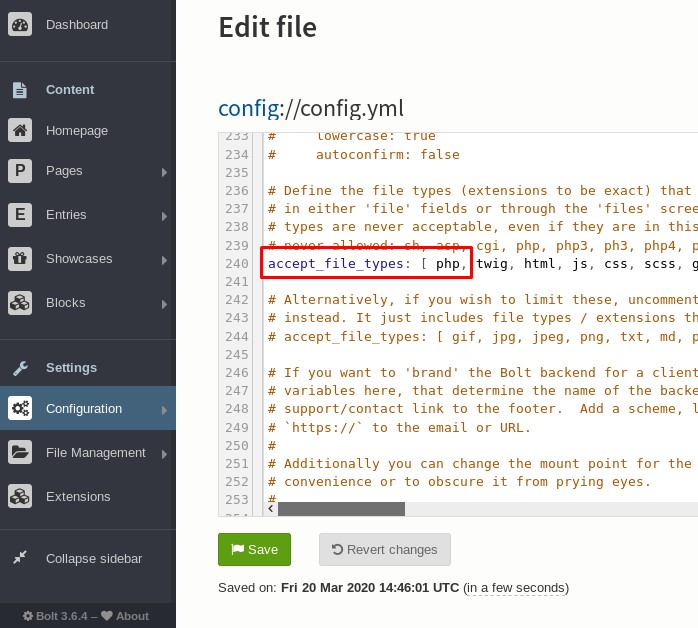 Dashboard
Content
Homepage
Pages
Entries
Showcases
Blocks
Settings
Configuration
File Management
Extensions
Collapse sidebar
Bolt 3.6.4 – About
Edit file
config://config.yml
233 #     lowercase: true
234 #     autoconfirm: false
235
236 # Define the file types (extensions to be exact) that
237 # in either 'file' fields or through the 'files' scree
238 # types are never acceptable, even if they are in this
239 # never allowed: sh, asp, cgi, php, php3, ph3, php4, p
240 accept_file_types: [ php, twig, html, js, css, scss, g
241
242 # Alternatively, if you wish to limit these, uncomment
243 # instead. It just includes file types / extensions th
244 # accept_file_types: [ gif, jpg, jpeg, png, txt, md, p
245
246 # If you want to 'brand' the Bolt backend for a client
247 # variables here, that determine the name of the backe
248 # support/contact link to the footer.  Add a scheme, l
249 # `https://` to the email or URL.
250 #
251 # Additionally you can change the mount point for the
252 # convenience or to obscure it from prying eyes.
253 #
Save
Revert changes
Saved on: Fri 20 Mar 2020 14:46:01 UTC (in a few seconds)